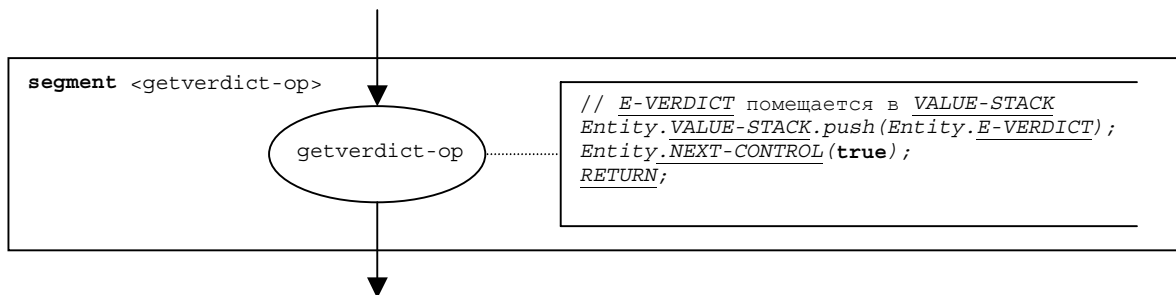 segment <getverdict-op>
getverdict-op
// E-VERDICT помещается в VALUE-STACK
Entity.VALUE-STACK.push(Entity.E-VERDICT);
Entity.NEXT-CONTROL(true);
RETURN;